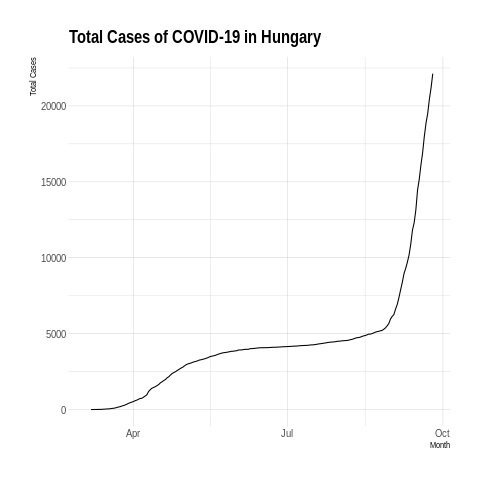 Total Cases of COVID-19 in Hungary
Total Cases
20000
15000
10000
5000
0
Apr Jul Oct
Month